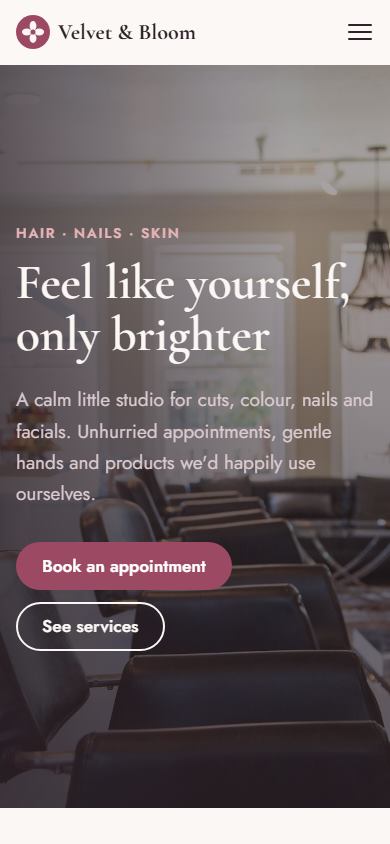 Velvet & Bloom
HAIR · NAILS · SKIN
Feel like yourself,
only brighter
A calm little studio for cuts, colour, nails and
facials. Unhurried appointments, gentle
hands and products we'd happily use
ourselves.
Book an appointment
See services